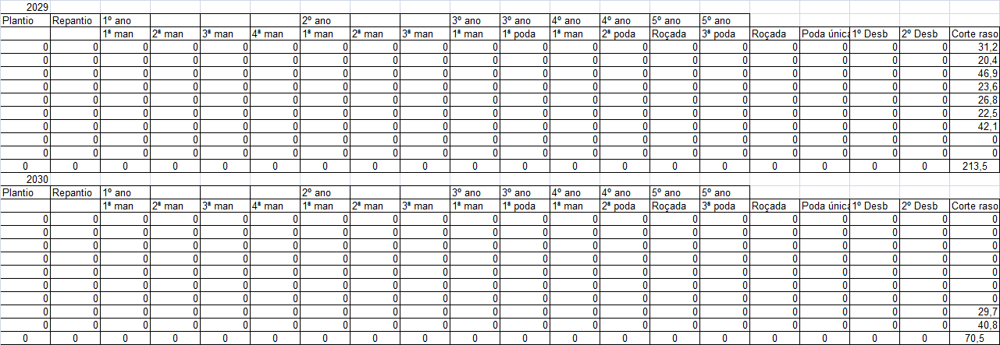 2029
Plantio Repantio 1º ano 2º ano 3º ano 3º ano 4º ano 4º ano 5º ano 5º ano
1ª man 2ª man 3ª man 4ª man 1ª man 2ª man 3ª man 1ª man 1ª poda 1ª man 2ª poda Roçada 3ª poda Roçada Poda única 1º Desb 2º Desb Corte raso
0 0 0 0 0 0 0 0 0 0 0 0 0 0 0 0 0 0 0 31,2
0 0 0 0 0 0 0 0 0 0 0 0 0 0 0 0 0 0 0 20,4
0 0 0 0 0 0 0 0 0 0 0 0 0 0 0 0 0 0 0 46,9
0 0 0 0 0 0 0 0 0 0 0 0 0 0 0 0 0 0 0 23,6
0 0 0 0 0 0 0 0 0 0 0 0 0 0 0 0 0 0 0 26,8
0 0 0 0 0 0 0 0 0 0 0 0 0 0 0 0 0 0 0 22,5
0 0 0 0 0 0 0 0 0 0 0 0 0 0 0 0 0 0 0 42,1
0 0 0 0 0 0 0 0 0 0 0 0 0 0 0 0 0 0 0 0
0 0 0 0 0 0 0 0 0 0 0 0 0 0 0 0 0 0 0 0
0 0 0 0 0 0 0 0 0 0 0 0 0 0 0 0 0 0 0 213,5
2030
Plantio Repantio 1º ano 2º ano 3º ano 3º ano 4º ano 4º ano 5º ano 5º ano
1ª man 2ª man 3ª man 4ª man 1ª man 2ª man 3ª man 1ª man 1ª poda 1ª man 2ª poda Roçada 3ª poda Roçada Poda única 1º Desb 2º Desb Corte raso
0 0 0 0 0 0 0 0 0 0 0 0 0 0 0 0 0 0 0 0
0 0 0 0 0 0 0 0 0 0 0 0 0 0 0 0 0 0 0 0
0 0 0 0 0 0 0 0 0 0 0 0 0 0 0 0 0 0 0 0
0 0 0 0 0 0 0 0 0 0 0 0 0 0 0 0 0 0 0 0
0 0 0 0 0 0 0 0 0 0 0 0 0 0 0 0 0 0 0 0
0 0 0 0 0 0 0 0 0 0 0 0 0 0 0 0 0 0 0 0
0 0 0 0 0 0 0 0 0 0 0 0 0 0 0 0 0 0 0 0
0 0 0 0 0 0 0 0 0 0 0 0 0 0 0 0 0 0 0 29,7
0 0 0 0 0 0 0 0 0 0 0 0 0 0 0 0 0 0 0 40,8
0 0 0 0 0 0 0 0 0 0 0 0 0 0 0 0 0 0 0 70,5